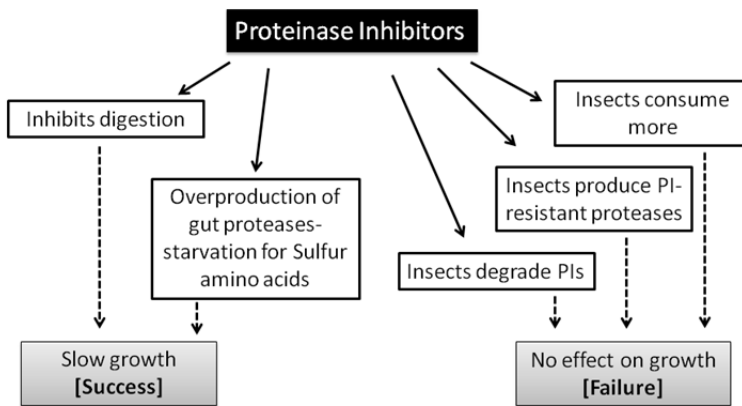 Proteinase Inhibitors
Inhibits digestion
Overproduction of
gut proteases-
starvation for Sulfur
amino acids
Insects degrade PIs
Insects produce PI-
resistant proteases
Insects consume
more
Slow growth
[Success]
No effect on growth
[Failure]